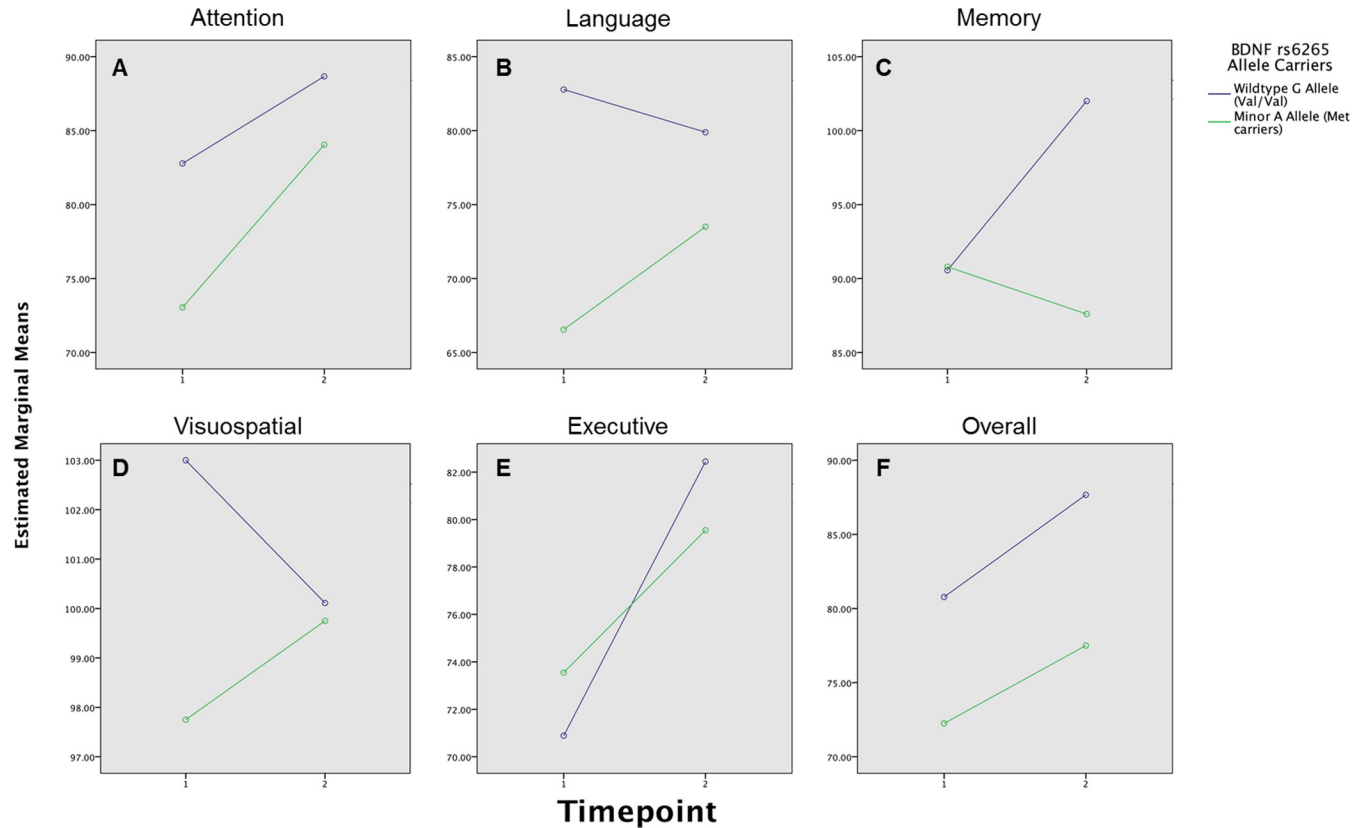 Attention
Language
Memory
BDNF rs6265
Allele Carriers
Wildtype G Allele
(Val/Val)
Minor A Allele (Met
carriers)
A
90.00
85.00
80.00
75.00
70.00
1
2
B
85.00
80.00
75.00
70.00
65.00
1
2
C
105.00
100.00
95.00
90.00
85.00
1
2
Estimated Marginal Means
Visuospatial
Executive
Overall
D
103.00
102.00
101.00
100.00
99.00
98.00
97.00
1
2
E
82.00
80.00
78.00
76.00
74.00
72.00
70.00
1
2
F
90.00
85.00
80.00
75.00
70.00
1
2
Timepoint